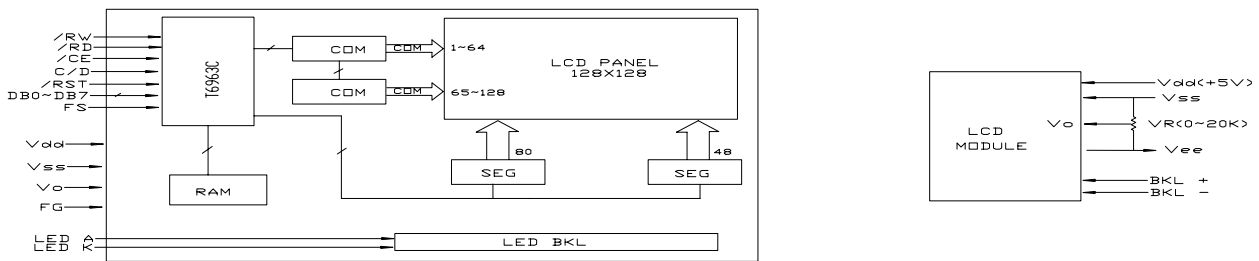 /RW
/RD
/CE
C/D
/RST
DB0~DB7
FS
Vdd
Vss
Vo
FG
LED A
LED K
T6963C
RAM
COM
COM
COM
COM
1~64
65~128
LCD PANEL
128X128
80
48
SEG
SEG
LED BKL
LCD
MODULE
Vo
Vdd(+5V)
Vss
VR(0~20K)
Vee
BKL +
BKL -